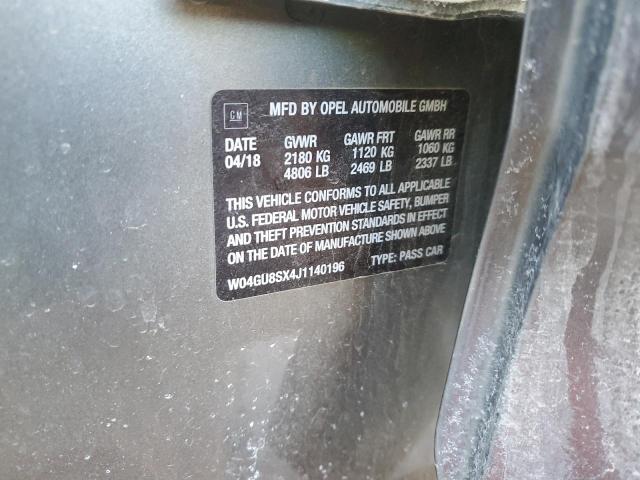 GM MFD BY OPEL AUTOMOBILE GMBH
DATE GVWR GAWR FRT GAWR RR
04/18 2180 KG 1120 KG 1060 KG
4806 LB 2469 LB 2337 LB
THIS VEHICLE CONFORMS TO ALL APPLICABLE
U.S. FEDERAL MOTOR VEHICLE SAFETY, BUMPER
AND THEFT PREVENTION STANDARDS IN EFFECT
ON THE DATE OF MANUFACTURE SHOWN ABOVE
W04GU8SX4J1140196 TYPE: PASS CAR